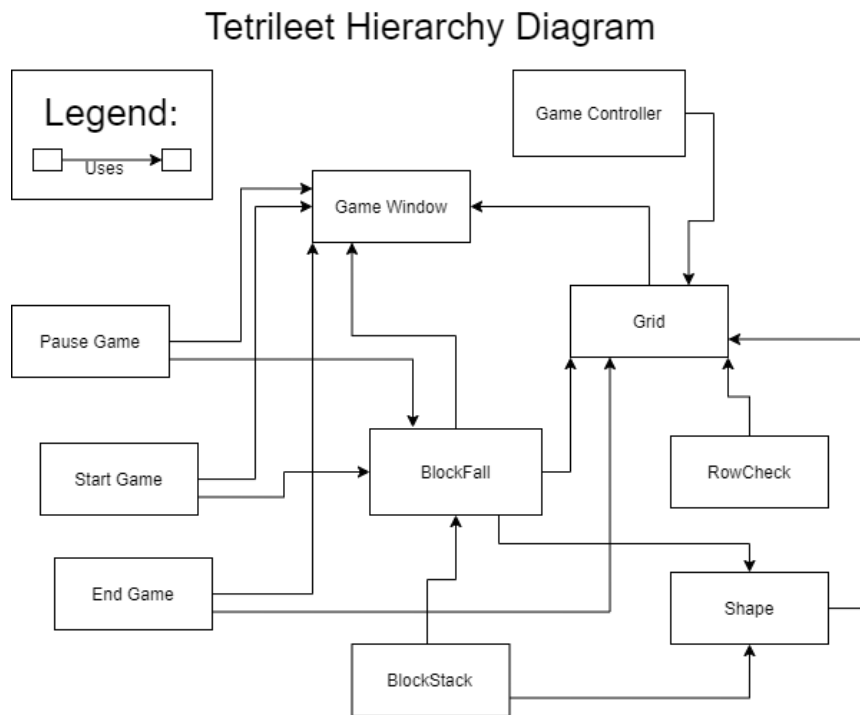 Tetrileet Hierarchy Diagram
Legend:
Uses
Game Controller
Game Window
Grid
Pause Game
BlockFall
RowCheck
Start Game
End Game
Shape
BlockStack